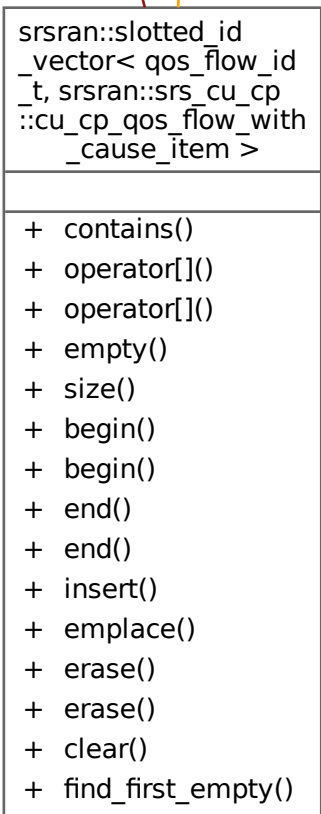 srsran::slotted_id
_vector< qos_flow_id
_t, srsran::srs_cu_cp
::cu_cp_qos_flow_with
_cause_item >
+ contains()
+ operator[]()
+ operator[]()
+ empty()
+ size()
+ begin()
+ begin()
+ end()
+ end()
+ insert()
+ emplace()
+ erase()
+ erase()
+ clear()
+ find_first_empty()